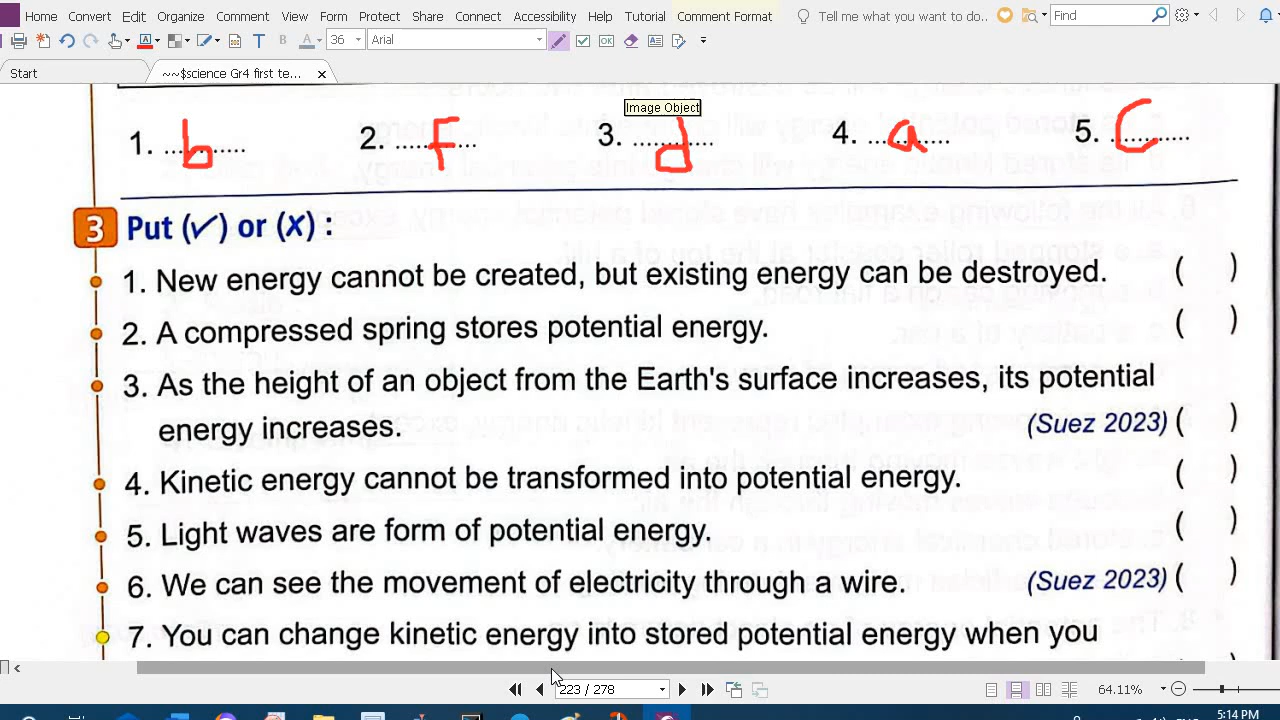 Home Convert Edit Organize Comment Views Form Protect Share Connect Accessibility Help Tutorial Comment Format Tell me what you want to do.. Find
36 Arial
Start ~~$science Gr4 first te... ×
Image Object
1. b 2. F 3. d 4. a 5. C
3 Put (✓) or (X) :
1. New energy cannot be created, but existing energy can be destroyed. ( )
2. A compressed spring stores potential energy. ( )
3. As the height of an object from the Earth's surface increases, its potential
energy increases. (Suez 2023) ( )
4. Kinetic energy cannot be transformed into potential energy. ( )
5. Light waves are form of potential energy. ( )
6. We can see the movement of electricity through a wire. (Suez 2023) ( )
7. You can change kinetic energy into stored potential energy when you
223 / 278 64.11%
5:14 PM